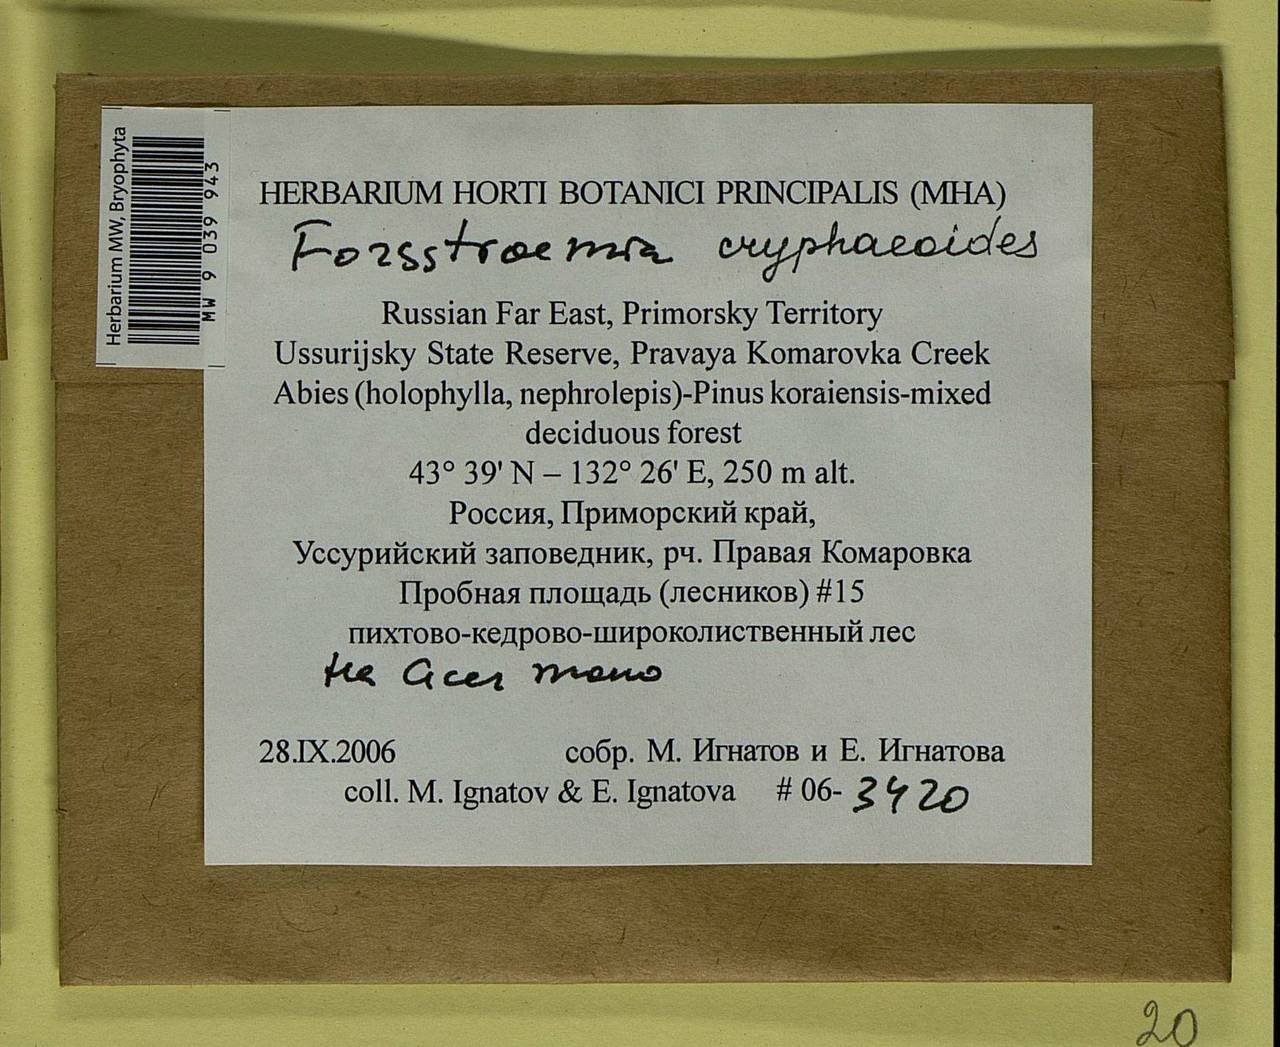 Herbarium MW, Bryophyta
MW 9 039 943
HERBARIUM HORTI BOTANICI PRINCIPALIS (MHA)
Forsstroemia cryphaeoides
Russian Far East, Primorsky Territory
Ussurijsky State Reserve, Pravaya Komarovka Creek
Abies (holophylla, nephrolepis)-Pinus koraiensis-mixed
deciduous forest
43° 39' N – 132° 26' E, 250 m alt.
Россия, Приморский край,
Уссурийский заповедник, рч. Правая Комаровка
Пробная площадь (лесников) #15
пихтово-кедрово-широколиственный лес
на Acer mono
28.IX.2006 собр. М. Игнатов и Е. Игнатова
coll. M. Ignatov & E. Ignatova # 06-3420
20